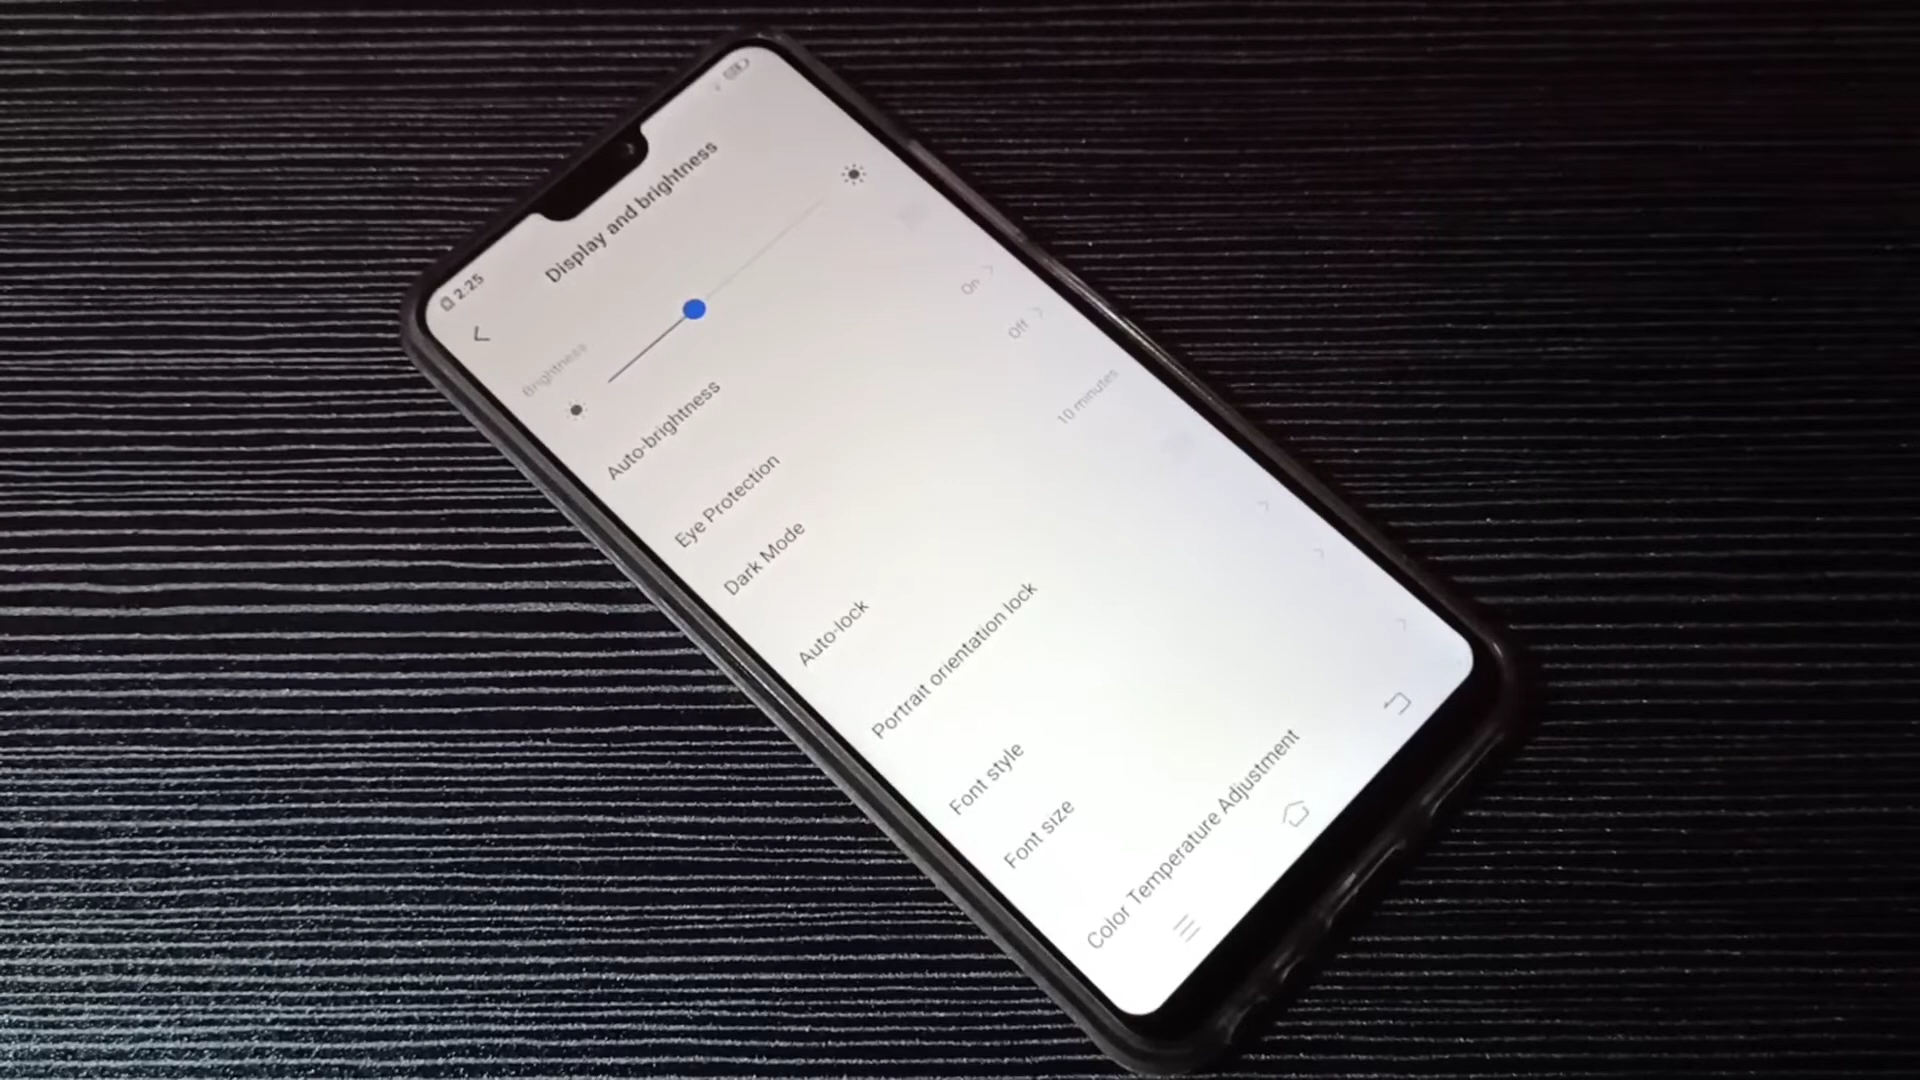 2:25
Display and brightness
Brightness
Auto-brightness
Eye Protection On
Dark Mode Off
Auto-lock 10 minutes
Portrait orientation lock
Font style
Font size
Color Temperature Adjustment